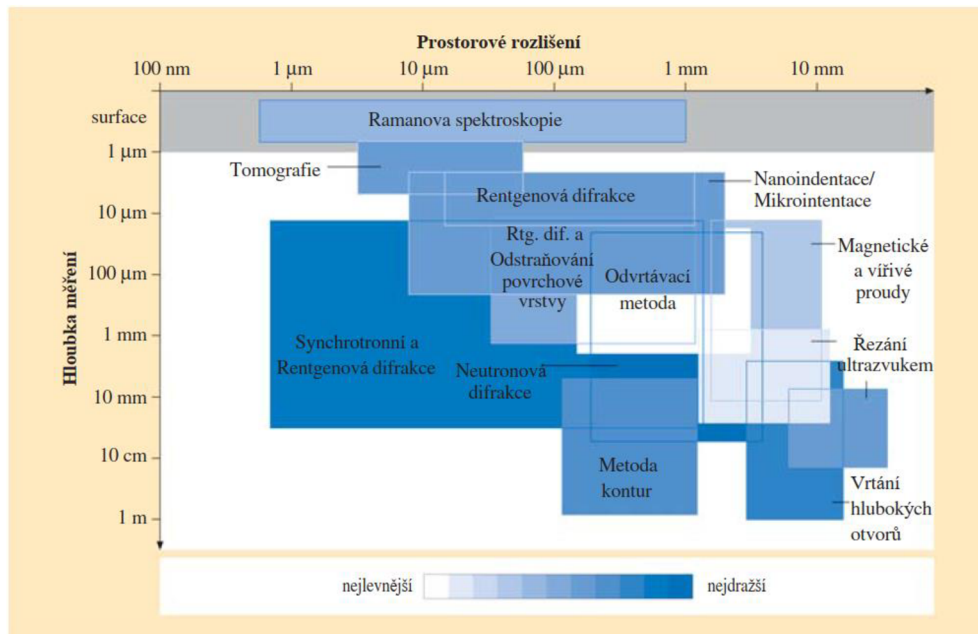 Prostorové rozlišení
100 nm
1 μm
10 μm
100 μm
1 mm
10 mm
Hloubka měření
surface
1 μm
10 μm
100 μm
1 mm
10 mm
10 cm
1 m
Ramanova spektroskopie
Tomografie
Rentgenová difrakce
Nanoindentace/
Mikrointentace
Rtg. dif. a
Odstraňování
povrchové
vrstvy
Odvrtávací
metoda
Magnetické
a vířivé
proudy
Synchrotronní a
Rentgenová difrakce
Neutronová
difrakce
Řezání
ultrazvukem
Metoda
kontur
Vrtání
hlubokých
otvorů
nejlevnější
nejdražší